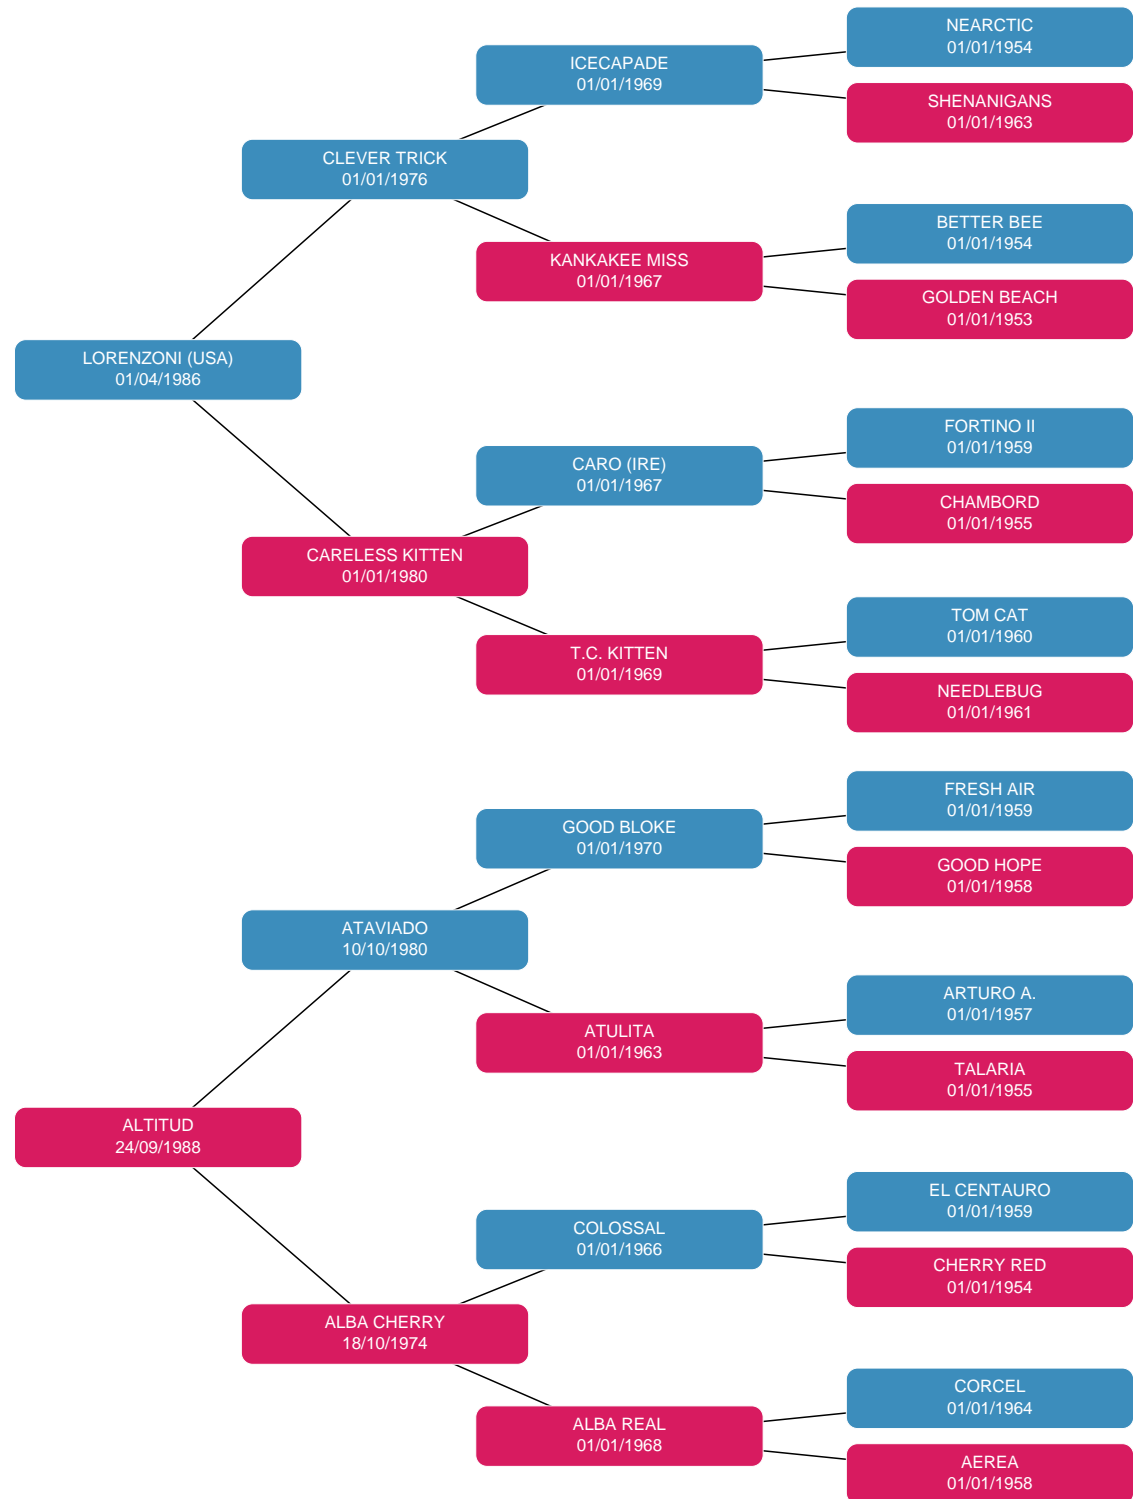 NEARCTIC
01/01/1954
ICECAPADE
01/01/1969
SHENANIGANS
01/01/1963
CLEVER TRICK
01/01/1976
BETTER BEE
01/01/1954
KANKAKEE MISS
01/01/1967
GOLDEN BEACH
01/01/1953
LORENZONI (USA)
01/04/1986
FORTINO II
01/01/1959
CARO (IRE)
01/01/1967
CHAMBORD
01/01/1955
CARELESS KITTEN
01/01/1980
TOM CAT
01/01/1960
T.C. KITTEN
01/01/1969
NEEDLEBUG
01/01/1961
FRESH AIR
01/01/1959
GOOD BLOKE
01/01/1970
GOOD HOPE
01/01/1958
ATAVIADO
10/10/1980
ARTURO A.
01/01/1957
ATULITA
01/01/1963
TALARIA
01/01/1955
ALTITUD
24/09/1988
EL CENTAURO
01/01/1959
COLOSSAL
01/01/1966
CHERRY RED
01/01/1954
ALBA CHERRY
18/10/1974
CORCEL
01/01/1964
ALBA REAL
01/01/1968
AEREA
01/01/1958